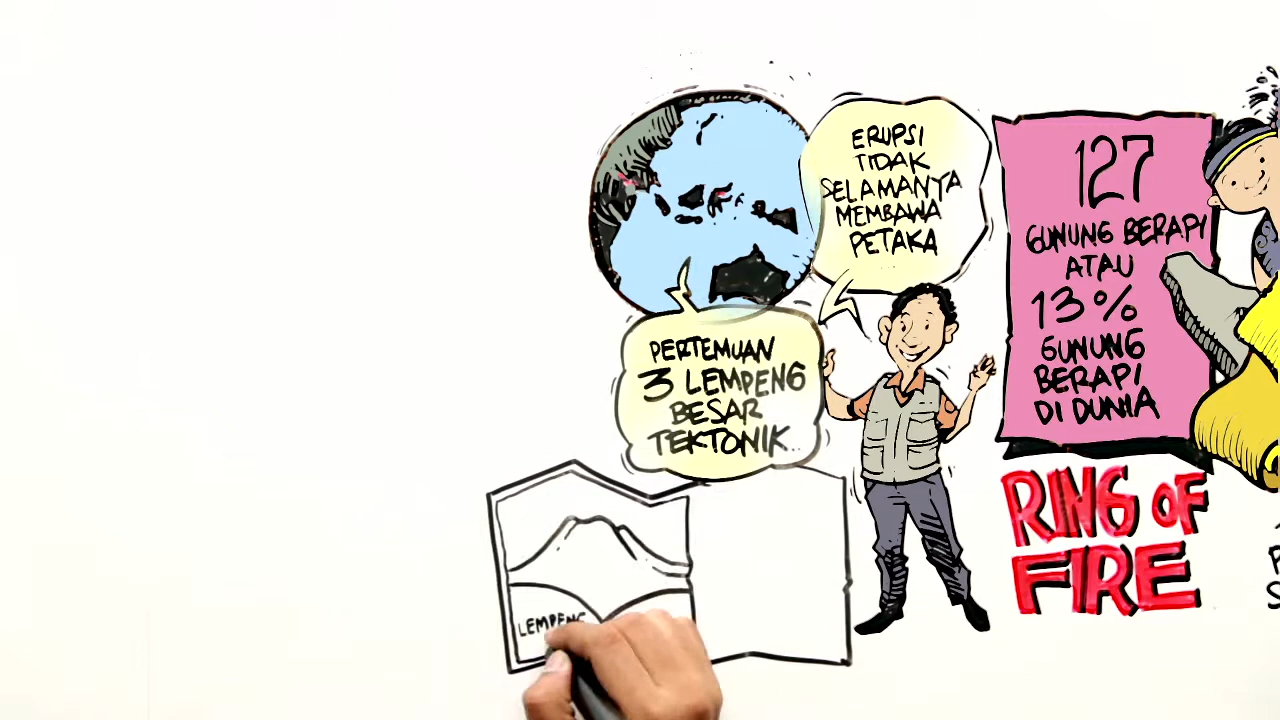 ERUPSI
TIDAK
SELAMANYA
MEMBAWA
PETAKA
127
GUNUNG BERAPI
ATAU
13%
GUNUNG
BERAPI
DI DUNIA
PERTEMUAN
3 LEMPENG
BESAR
TEKTONIK
RING OF
FIRE
LEMPENG